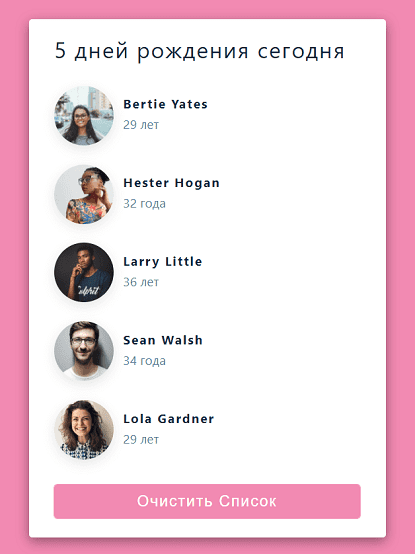 5 дней рождения сегодня
Bertie Yates
29 лет
Hester Hogan
32 года
Larry Little
36 лет
Sean Walsh
34 года
Lola Gardner
29 лет
Очистить Список